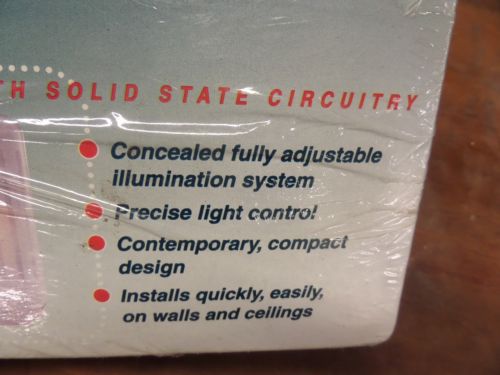 TH SOLID STATE CIRCUITRY
Concealed fully adjustable
illumination system
Precise light control
Contemporary, compact
design
Installs quickly, easily,
on walls and ceilings